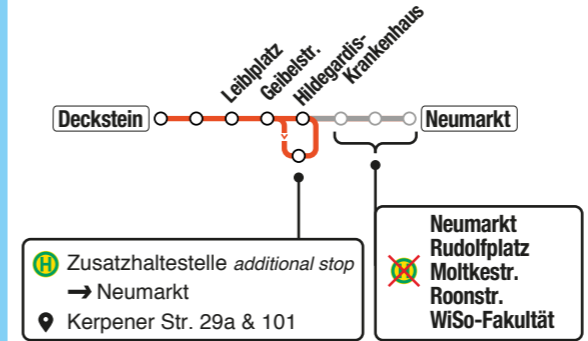 Leiblplatz
Geibelstr.
Hildegardis-
Krankenhaus
Deckstein
Neumarkt
H Zusatzhaltestelle additional stop
→ Neumarkt
Kerpener Str. 29a & 101
H
Neumarkt
Rudolfplatz
Moltkestr.
Roonstr.
WiSo-Fakultät